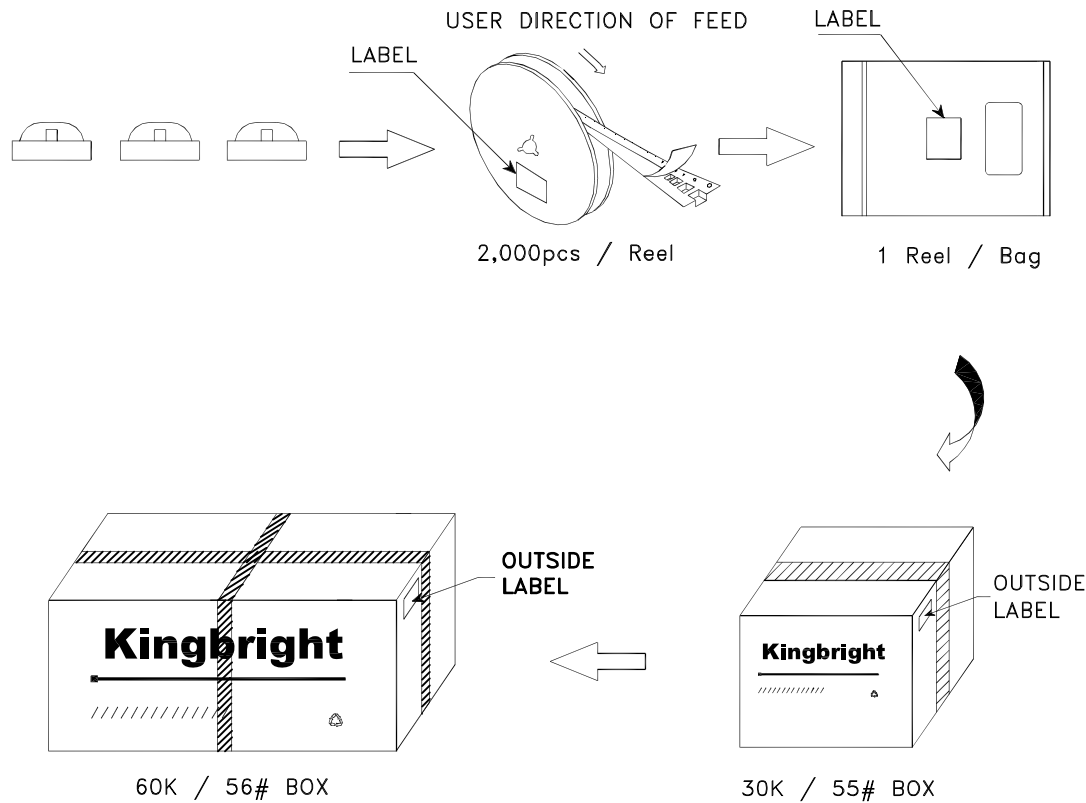 USER DIRECTION OF FEED
LABEL
LABEL
2,000pcs / Reel
1 Reel / Bag
OUTSIDE
LABEL
Kingbright
60K / 56# BOX
OUTSIDE
LABEL
Kingbright
30K / 55# BOX